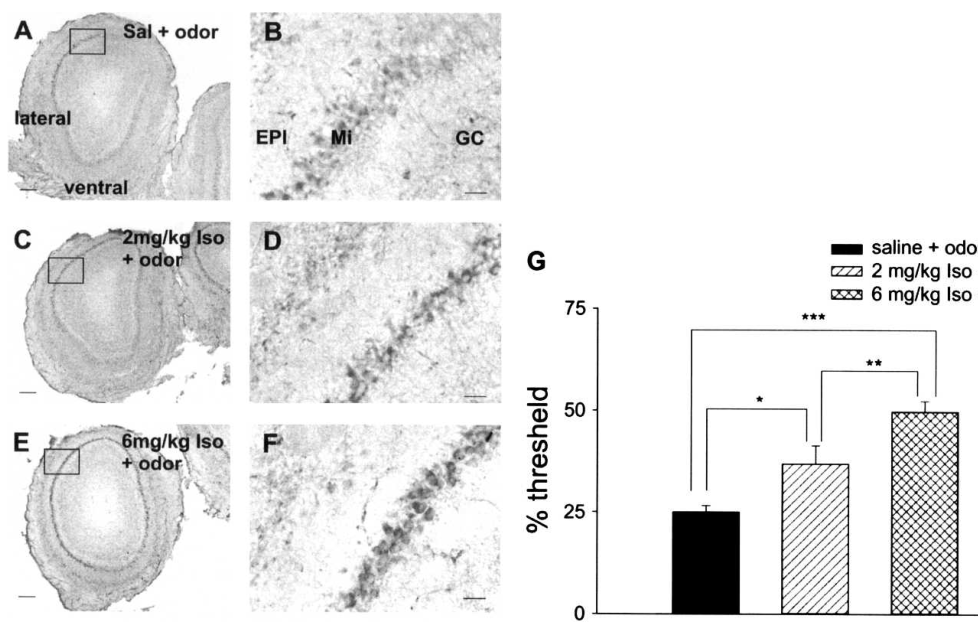 A
Sal + odor
lateral
ventral
B
EPl
Mi
GC
C
2mg/kg Iso
+ odor
D
E
6mg/kg Iso
+ odor
F
G
saline + odo
2 mg/kg Iso
6 mg/kg Iso
% thresheld
75
50
25
0
***
**
*